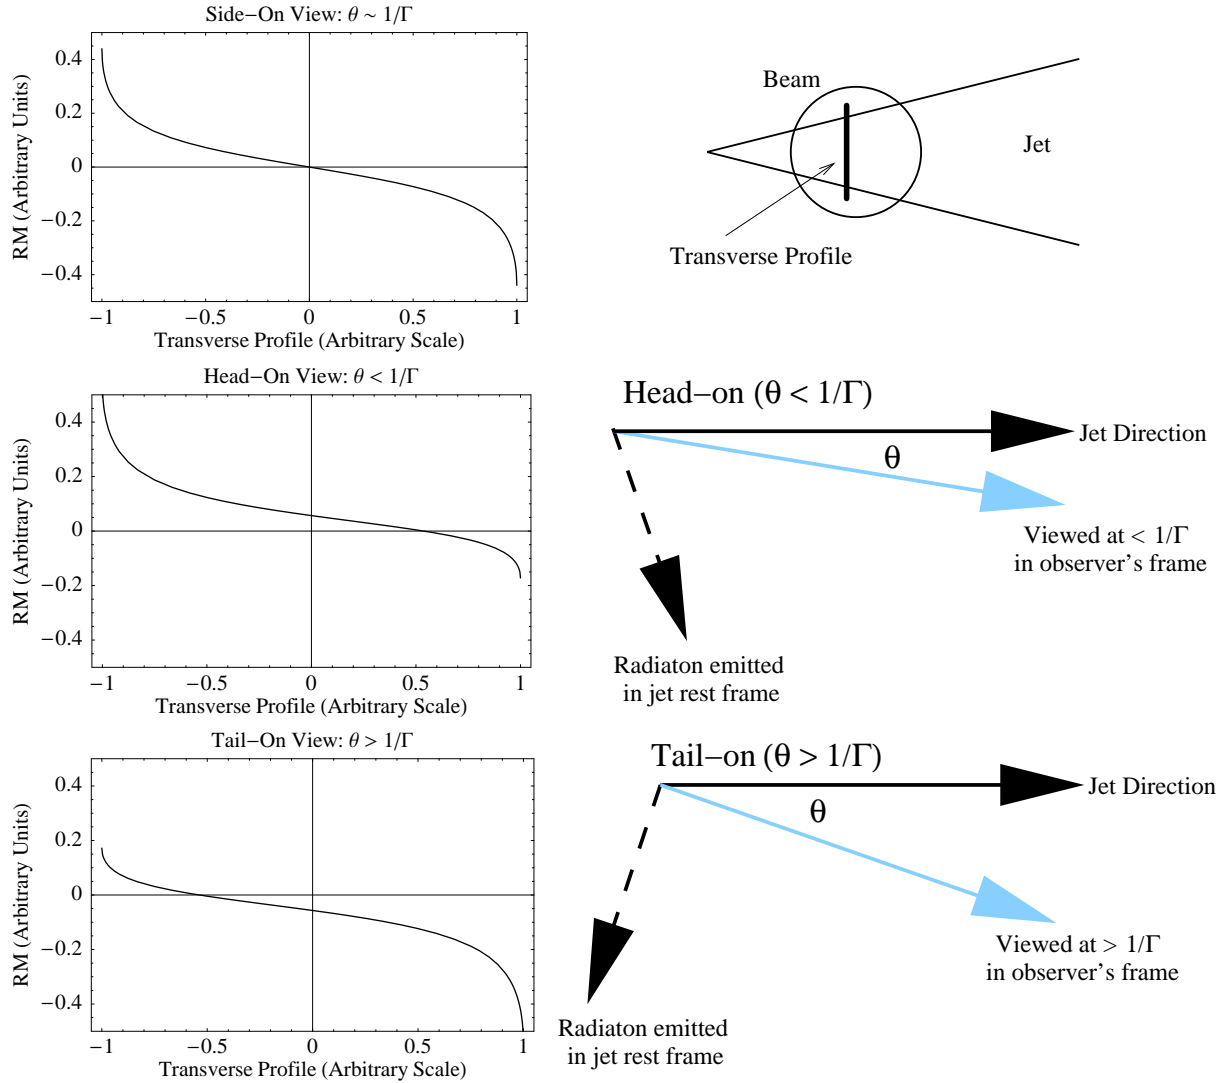 Side−On View: θ ∼ 1/Γ
RM (Arbitrary Units)
0.4
0.2
0
−0.2
−0.4
−1
−0.5
0
0.5
1
Transverse Profile (Arbitrary Scale)
Beam
Jet
Transverse Profile
Head−On View: θ < 1/Γ
RM (Arbitrary Units)
0.4
0.2
0
−0.2
−0.4
−1
−0.5
0
0.5
1
Transverse Profile (Arbitrary Scale)
Head−on (θ < 1/Γ)
Jet Direction
θ
Viewed at < 1/Γ
in observer's frame
Radiaton emitted
in jet rest frame
Tail−On View: θ > 1/Γ
RM (Arbitrary Units)
0.4
0.2
0
−0.2
−0.4
−1
−0.5
0
0.5
1
Transverse Profile (Arbitrary Scale)
Tail−on (θ > 1/Γ)
Jet Direction
θ
Viewed at > 1/Γ
in observer's frame
Radiaton emitted
in jet rest frame